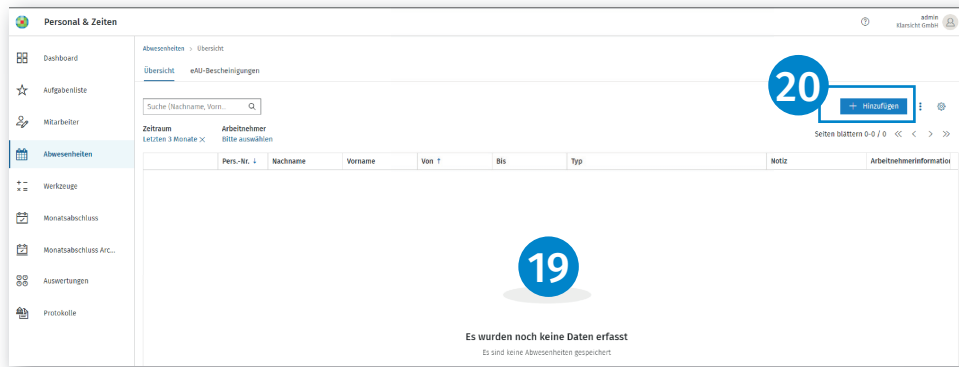 Personal & Zeiten
admin
Klarsicht GmbH
Dashboard
Aufgabenliste
Mitarbeiter
Abwesenheiten
Werkzeuge
Monatsabschluss
Monatsabschluss Arc...
Auswertungen
Protokolle
Abwesenheiten > Übersicht
Übersicht eAU-Bescheinigungen
20
Suche (Nachname, Vorn...
+ Hinzufügen
Zeitraum Arbeitnehmer
Letzten 3 Monate × Bitte auswählen
Seiten blättern 0-0 / 0 << < > >>
Pers.-Nr. ↓ Nachname Vorname Von ↑ Bis Typ Notiz Arbeitnehmerinformation
19
Es wurden noch keine Daten erfasst
Es sind keine Abwesenheiten gespeichert